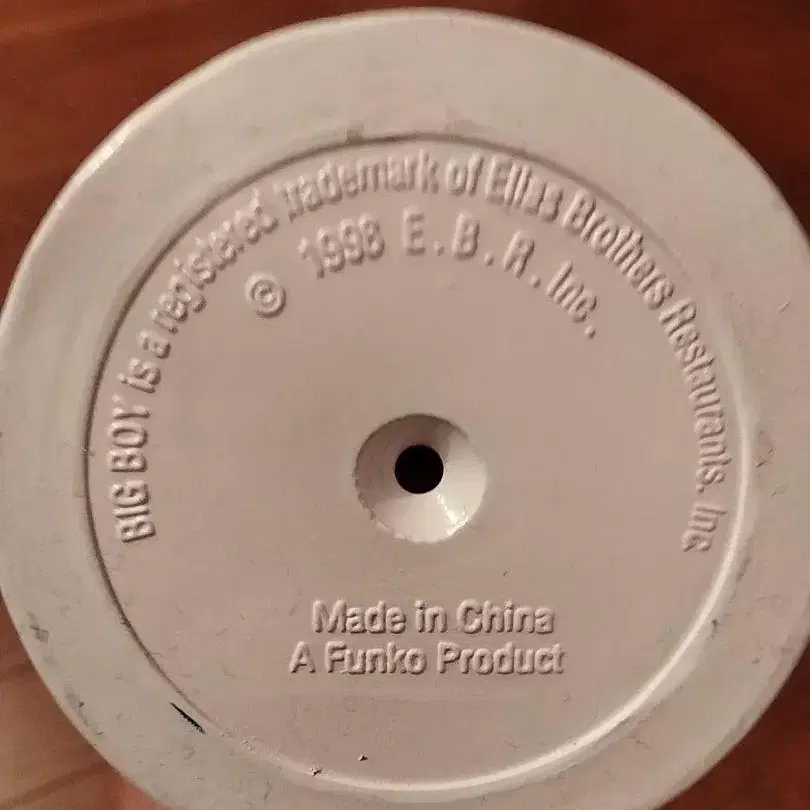 BIG BOY is a registered trademark of Elias Brothers Restaurants. Inc
© 1998 E.B.R. Inc.
Made in China
A Funko Product